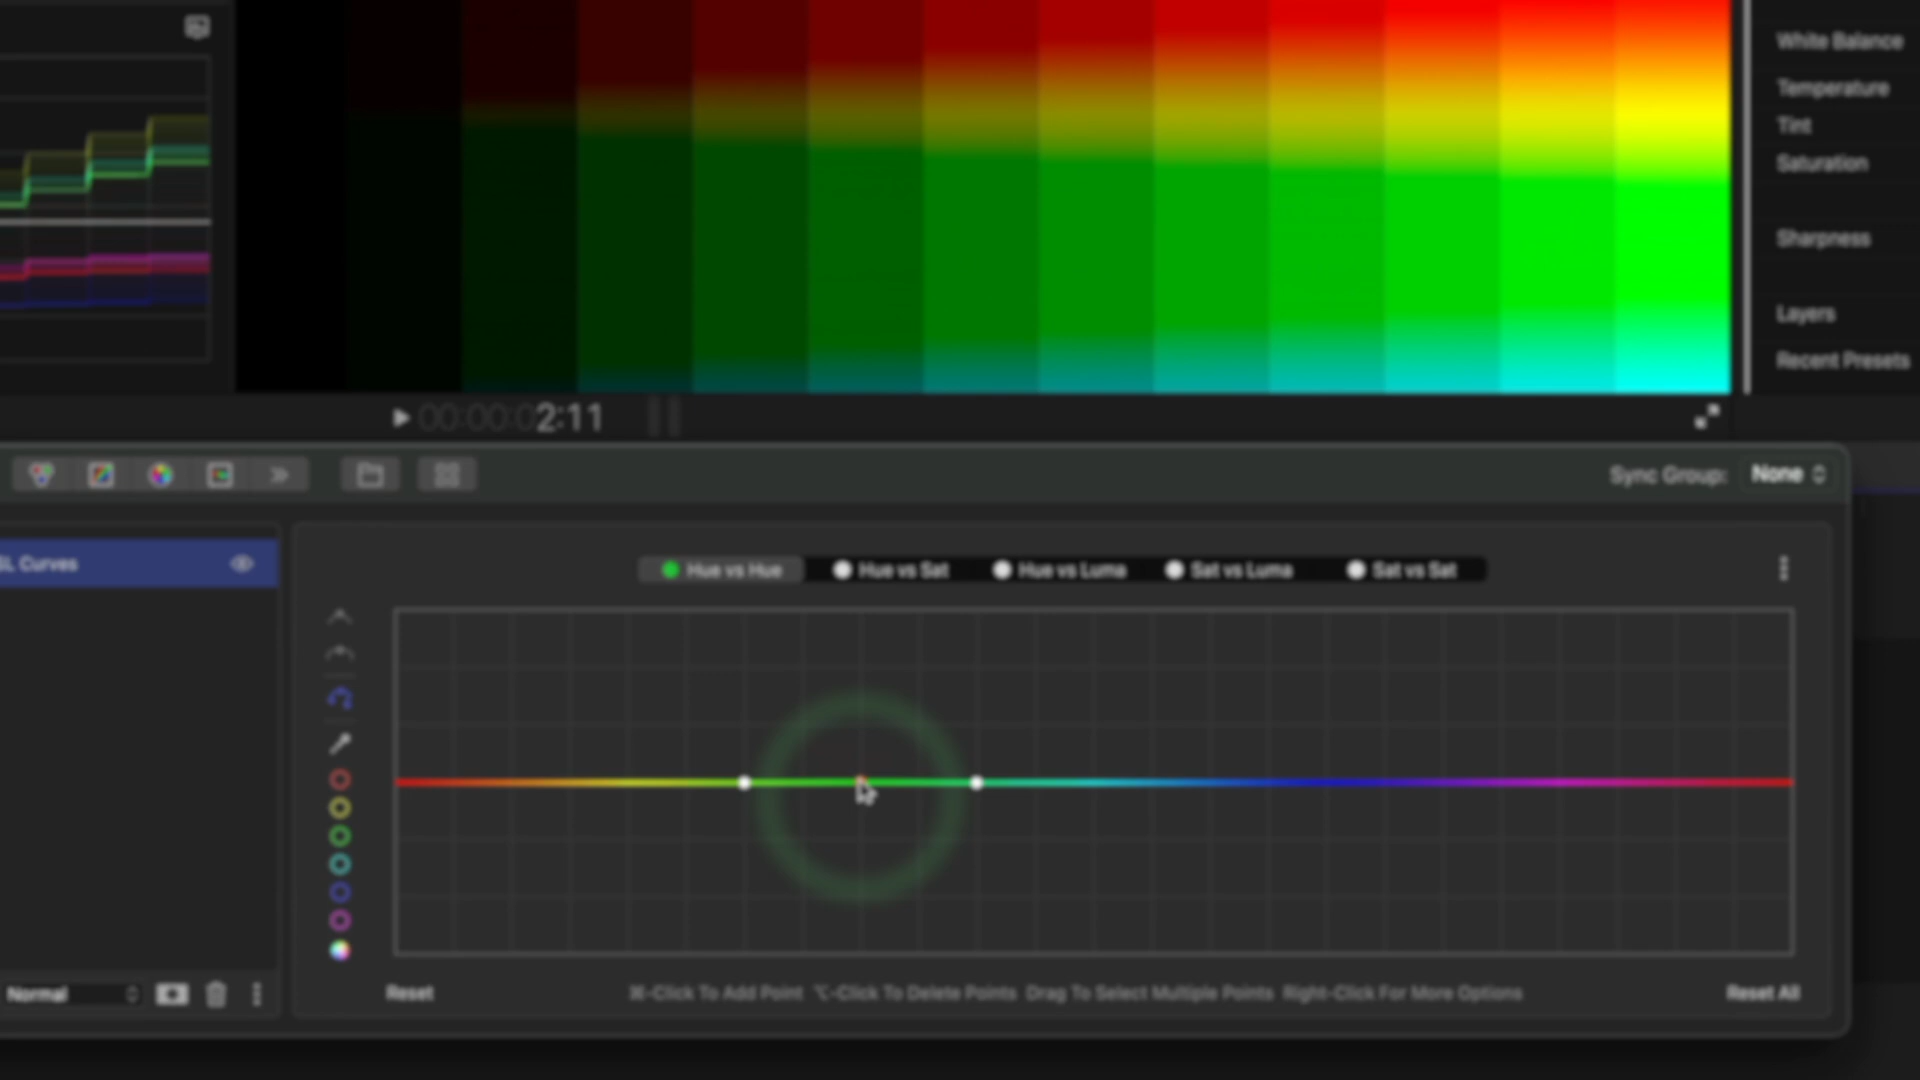 White Balance
Temperature
Tint
Saturation
Sharpness
Layers
Recent Presets
00:00:02:11
Sync Group: None
SL Curves
Hue vs Hue Hue vs Sat Hue vs Luma Sat vs Luma Sat vs Sat
Normal
Reset ⌘-Click To Add Point ⌥-Click To Delete Points Drag To Select Multiple Points Right-Click For More Options Reset All